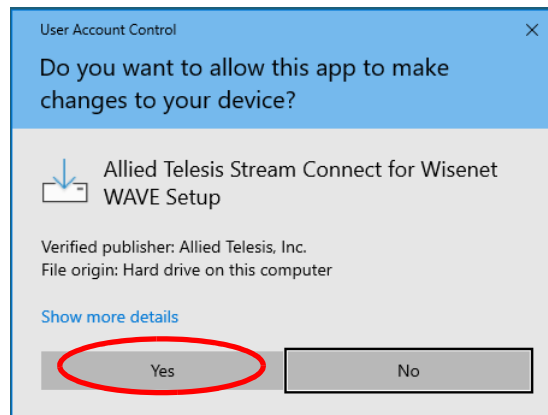 User Account Control
Do you want to allow this app to make
changes to your device?
Allied Telesis Stream Connect for Wisenet
WAVE Setup
Verified publisher: Allied Telesis, Inc.
File origin: Hard drive on this computer
Show more details
Yes
No